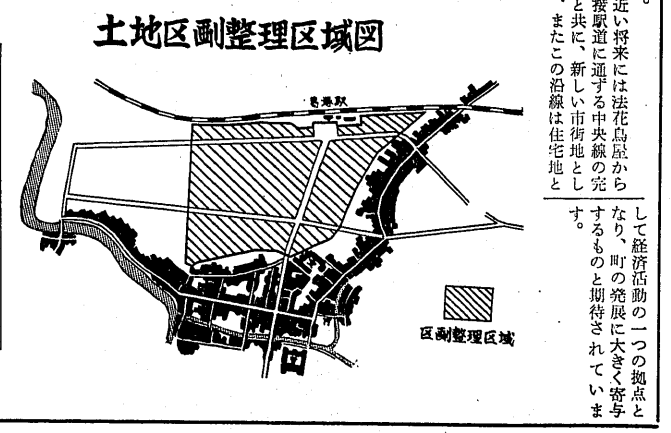 土地区劃整理区域図
。
近い将来には法花鳥屋から
接駅道に通ずる中央線の完
と共に、新しい市街地とし
、またこの沿線は住宅地と
して経済活動の一つの拠点と
なり、町の発展に大きく寄与
するものと期待されていま
す。
区劃整理区域